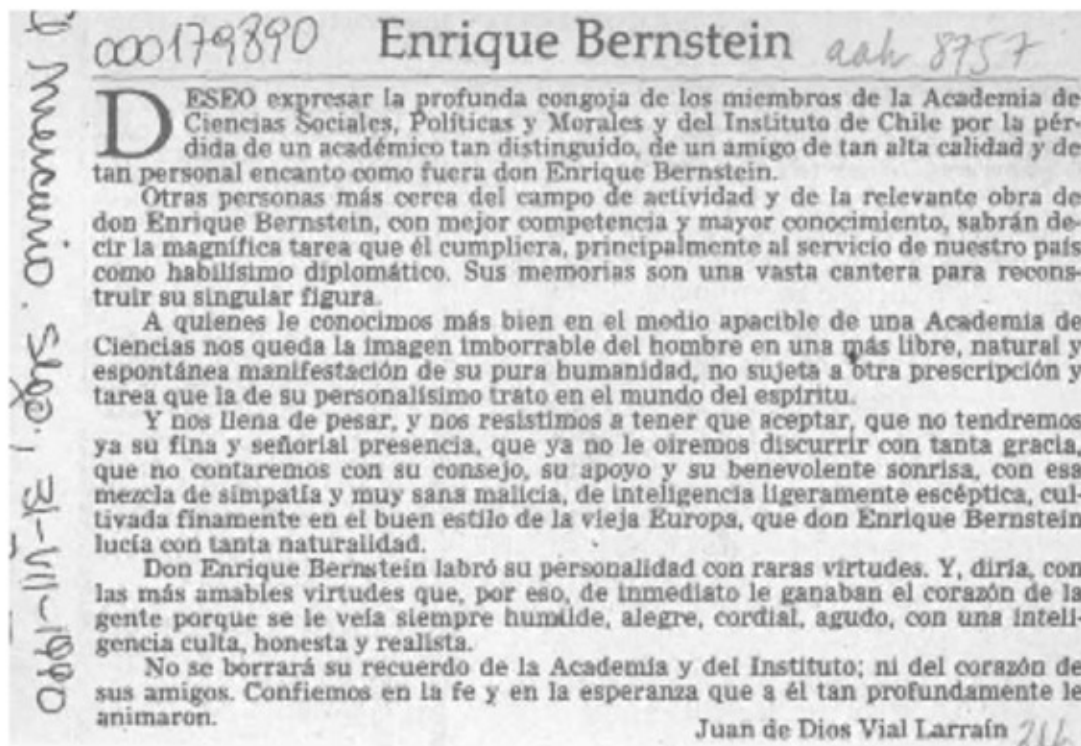 000179890 Enrique Bernstein aah 8757
DESEO expresar la profunda congoja de los miembros de la Academia de
Ciencias Sociales, Políticas y Morales y del Instituto de Chile por la pér-
dida de un académico tan distinguido, de un amigo de tan alta calidad y de
tan personal encanto como fuera don Enrique Bernstein.
Otras personas más cerca del campo de actividad y de la relevante obra de
don Enrique Bernstein, con mejor competencia y mayor conocimiento, sabrán de-
cir la magnífica tarea que él cumpliera, principalmente al servicio de nuestro país
como habilísimo diplomático. Sus memorias son una vasta cantera para recons-
truir su singular figura.
A quienes le conocimos más bien en el medio apacible de una Academia de
Ciencias nos queda la imagen imborrable del hombre en una más libre, natural y
espontánea manifestación de su pura humanidad, no sujeta a otra prescripción y
tarea que la de su personalísimo trato en el mundo del espíritu.
Y nos llena de pesar, y nos resistimos a tener que aceptar, que no tendremos
ya su fina y señorial presencia, que ya no le oiremos discurrir con tanta gracia,
que no contaremos con su consejo, su apoyo y su benevolente sonrisa, con esa
mezcla de simpatía y muy sana malicia, de inteligencia ligeramente escéptica, cul-
tivada finamente en el buen estilo de la vieja Europa, que don Enrique Bernstein
lucía con tanta naturalidad.
Don Enrique Bernstein labró su personalidad con raras virtudes. Y, diría, con
las más amables virtudes que, por eso, de inmediato le ganaban el corazón de la
gente porque se le veía siempre humilde, alegre, cordial, agudo, con una inteli-
gencia culta, honesta y realista.
No se borrará su recuerdo de la Academia y del Instituto; ni del corazón de
sus amigos. Confiemos en la fe y en la esperanza que a él tan profundamente le
animaron.
Juan de Dios Vial Larraín
El Mercurio. Stgo., 31-VII-1990